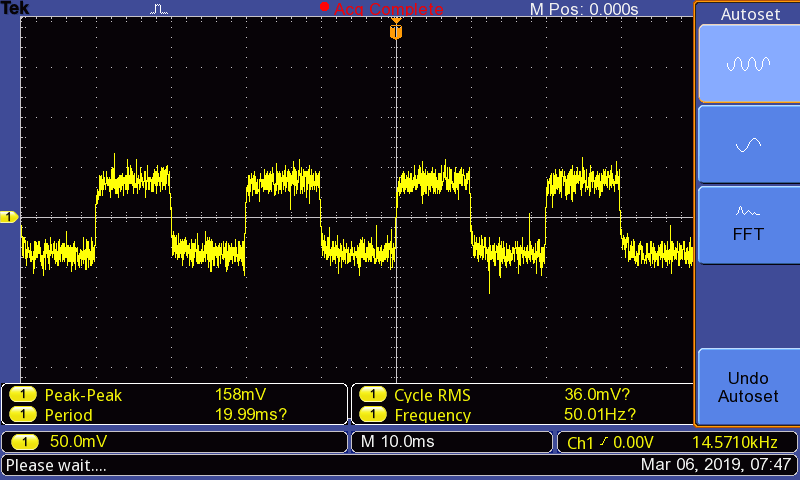 Tek
Acq Complete
M Pos: 0.000s
Autoset
T
1
FFT
Undo
Autoset
1 Peak-Peak 158mV
1 Period 19.99ms?
1 Cycle RMS 36.0mV?
1 Frequency 50.01Hz?
1 50.0mV
M 10.0ms
Ch1 0.00V 14.5710kHz
Please wait....
Mar 06, 2019, 07:47